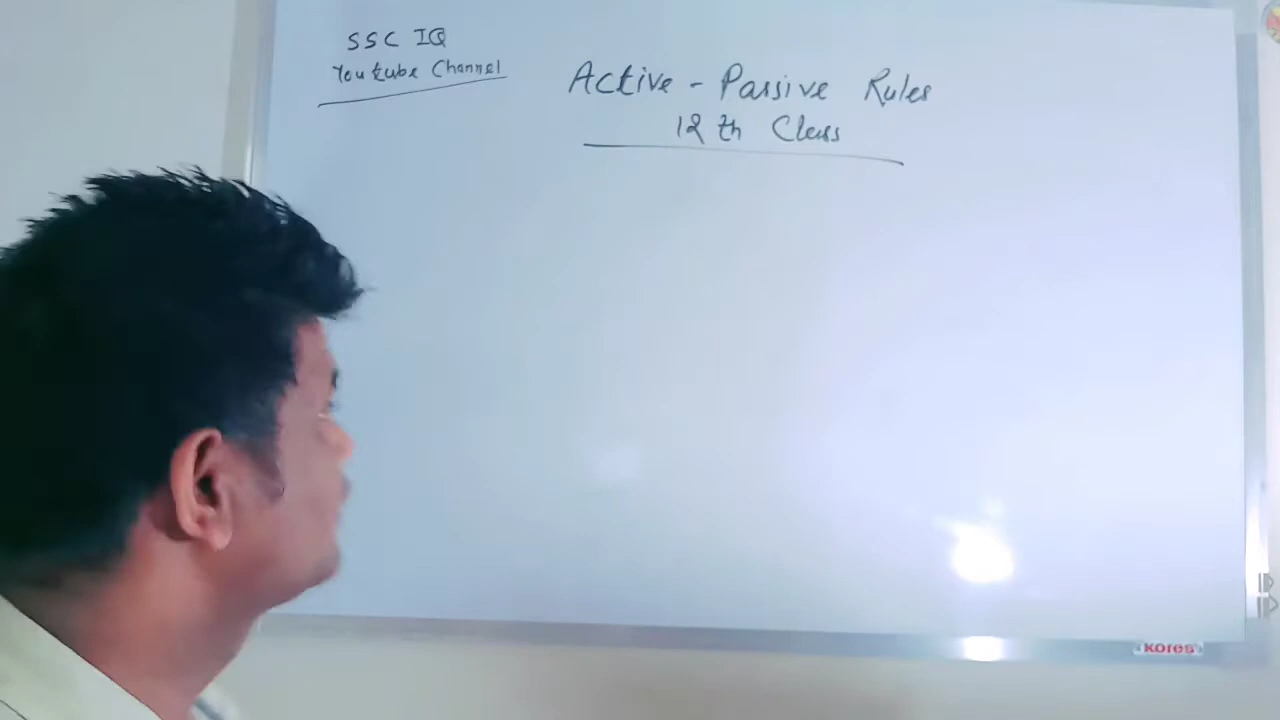 SSC IQ
Youtube Channel
Active - Passive Rules
12 th Class
kores